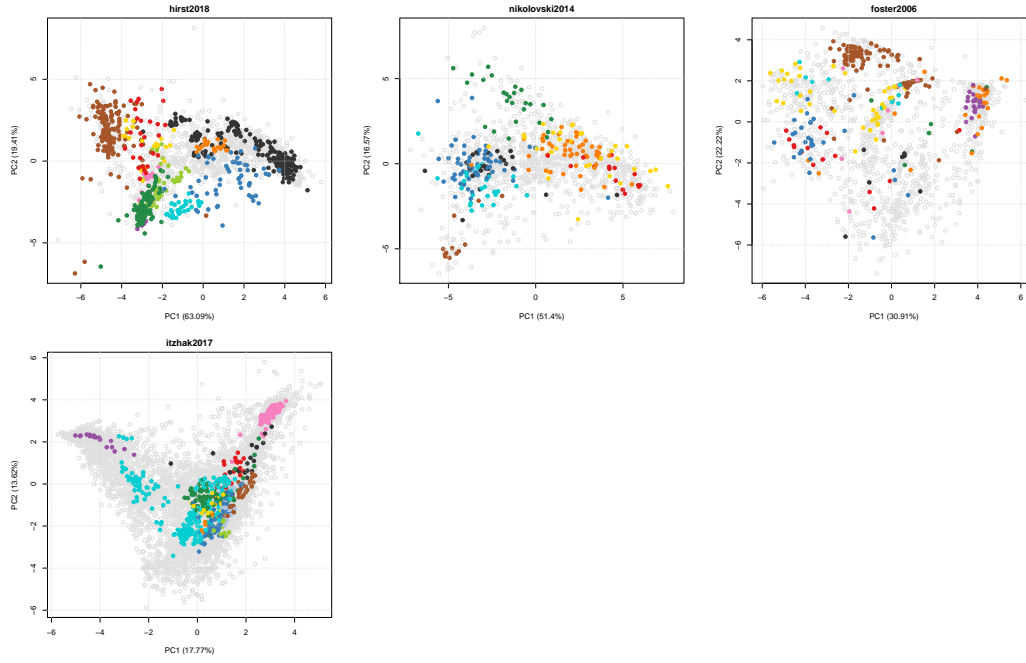 hirst2018
PC2 (19.41%)
5
0
−5
−6 −4 −2 0 2 4 6
PC1 (63.09%)
nikolovski2014
PC2 (16.57%)
5
0
−5
−5 0 5
PC1 (51.4%)
foster2006
PC2 (22.22%)
4
2
0
−2
−4
−6
−6 −4 −2 0 2 4 6
PC1 (30.91%)
itzhak2017
PC2 (13.62%)
6
4
2
0
−2
−4
−6
−6 −4 −2 0 2 4
PC1 (17.77%)